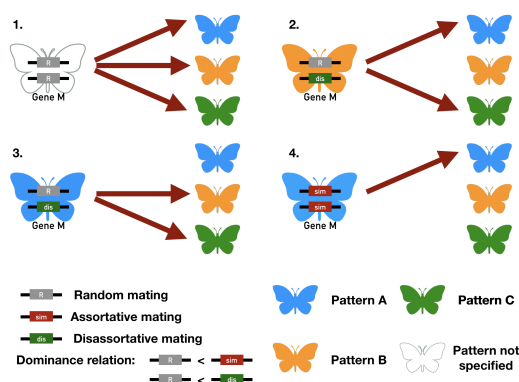 1.
R
R
Gene M
2.
R
dis
Gene M
3.
R
dis
Gene M
4.
sim
sim
Gene M
R Random mating
sim Assortative mating
dis Disassortative mating
Dominance relation: R < sim
R < dis
Pattern A
Pattern C
Pattern B
Pattern not
specified